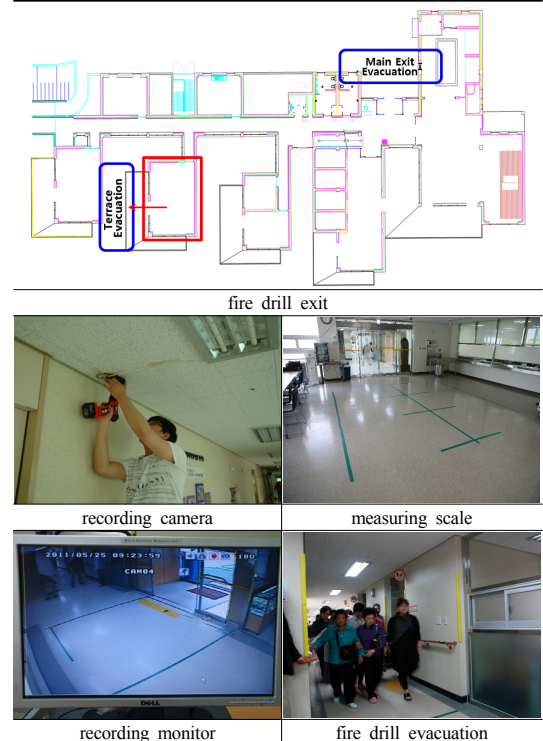 Main Exit
Evacuation
Terrace
Evacuation
fire drill exit
recording camera
measuring scale
2011/05/25 09:23:59
CAM04
DELL
recording monitor
fire drill evacuation